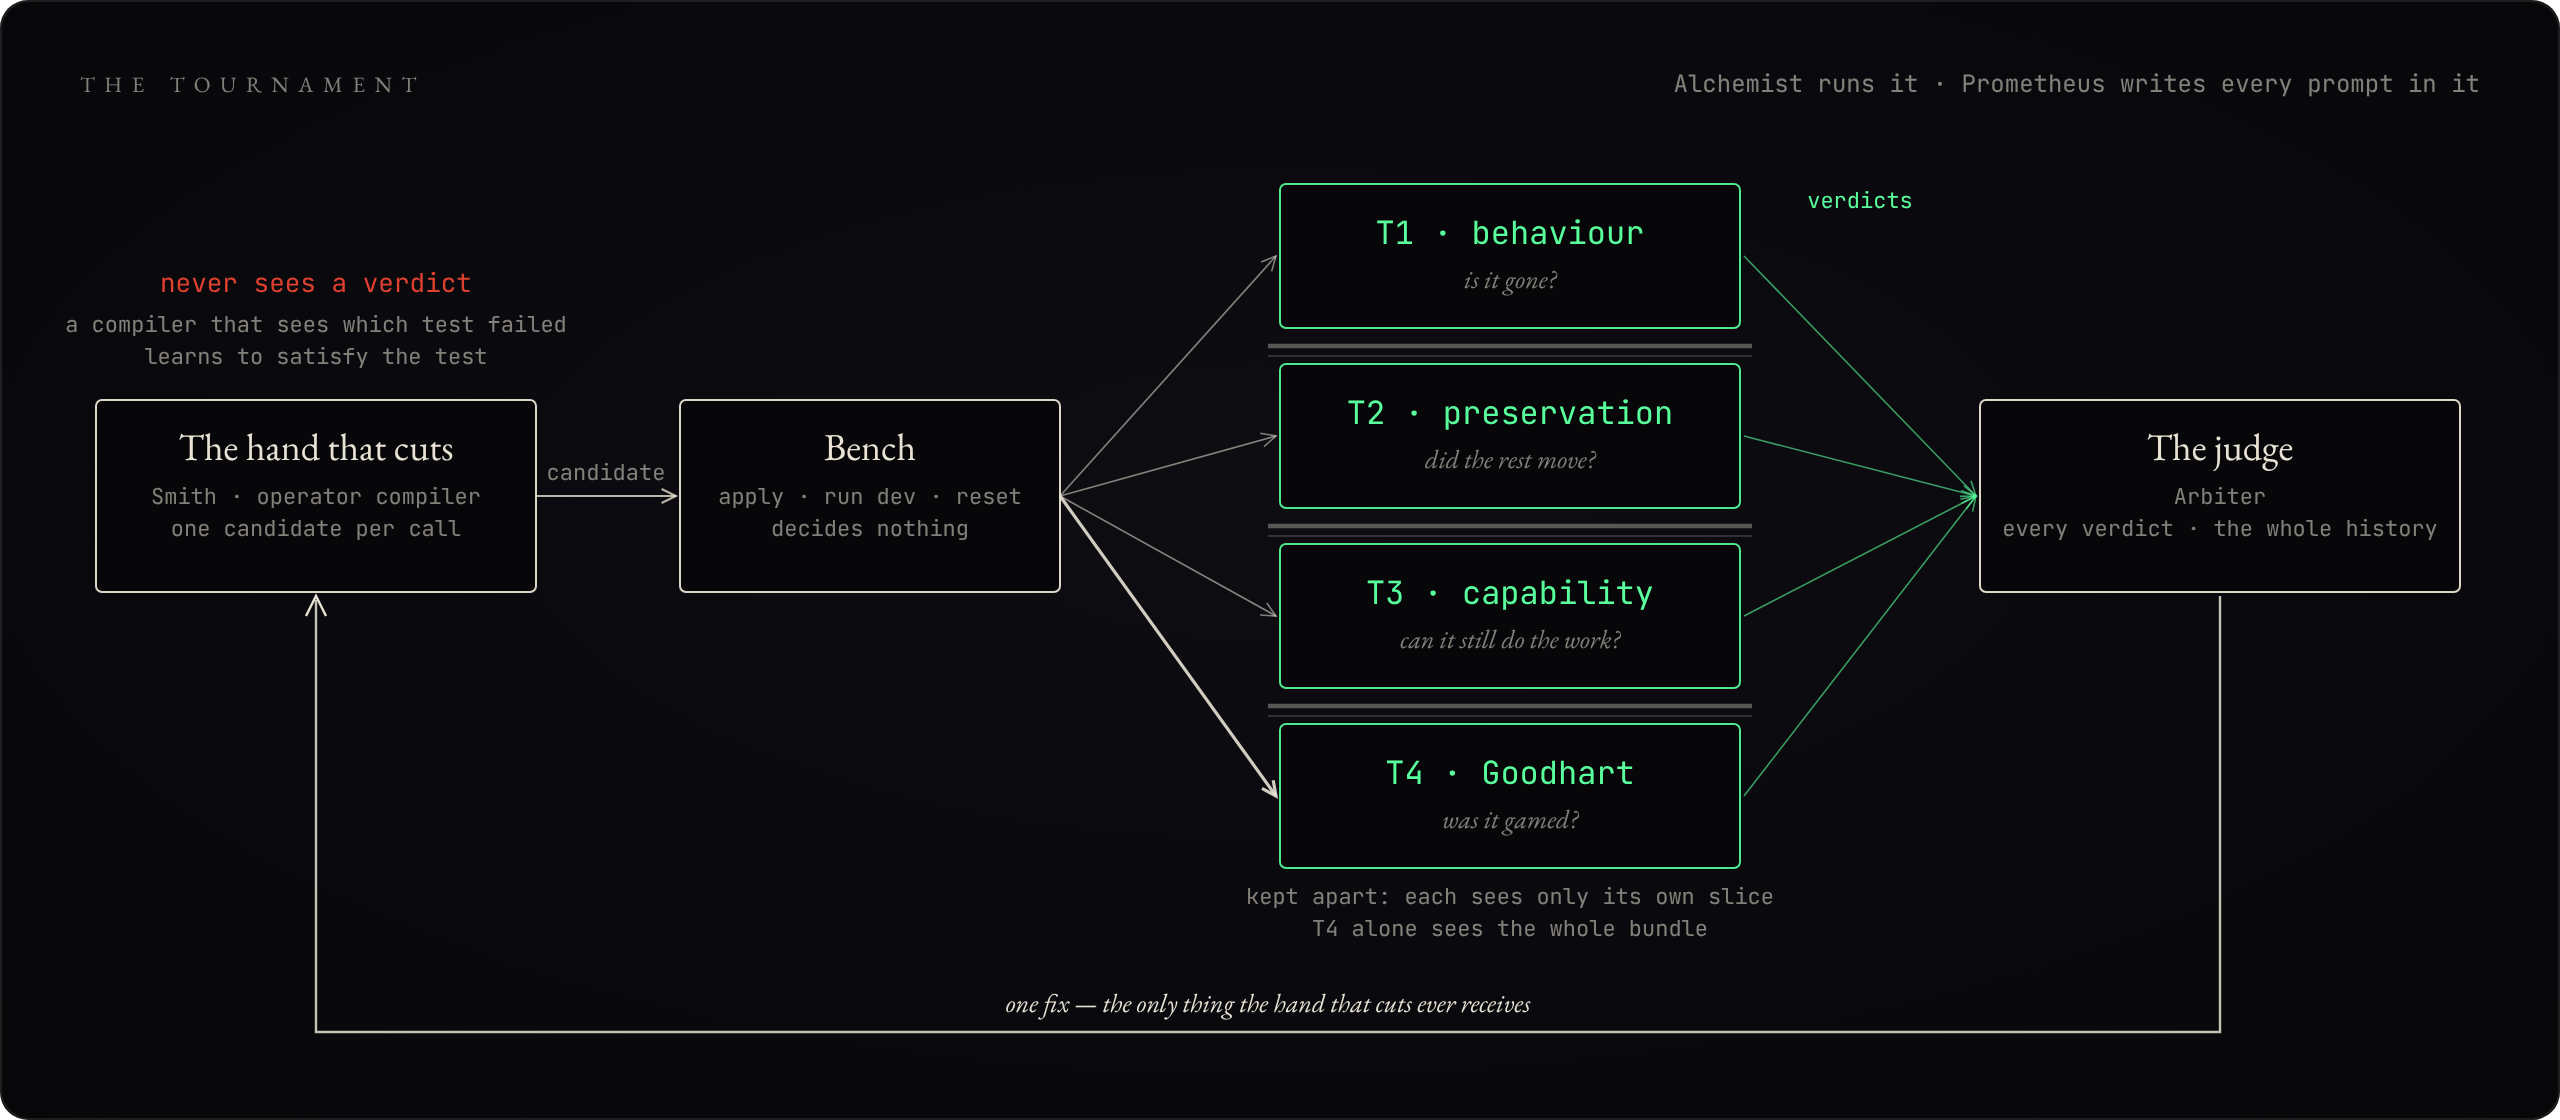 THE TOURNAMENT
Alchemist runs it · Prometheus writes every prompt in it
never sees a verdict
a compiler that sees which test failed
learns to satisfy the test
The hand that cuts
Smith · operator compiler
one candidate per call
candidate
Bench
apply · run dev · reset
decides nothing
T1 · behaviour
is it gone?
T2 · preservation
did the rest move?
T3 · capability
can it still do the work?
T4 · Goodhart
was it gamed?
kept apart: each sees only its own slice
T4 alone sees the whole bundle
verdicts
The judge
Arbiter
every verdict · the whole history
one fix — the only thing the hand that cuts ever receives